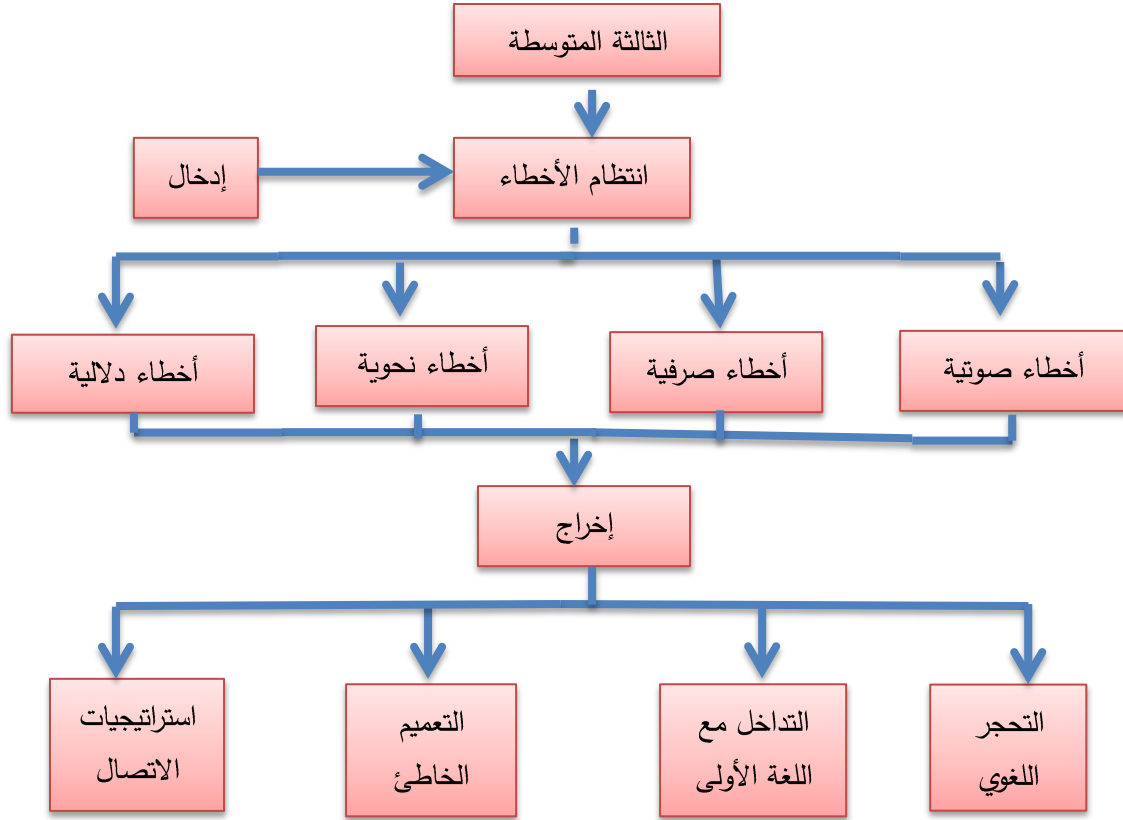 الثالثة المتوسطة
انتظام الأخطاء
إدخال
أخطاء صوتية
أخطاء صرفية
أخطاء نحوية
أخطاء دلالية
إخراج
التحجر
اللغوي
التداخل مع
اللغة الأولى
التعميم
الخاطئ
استراتيجيات
الاتصال